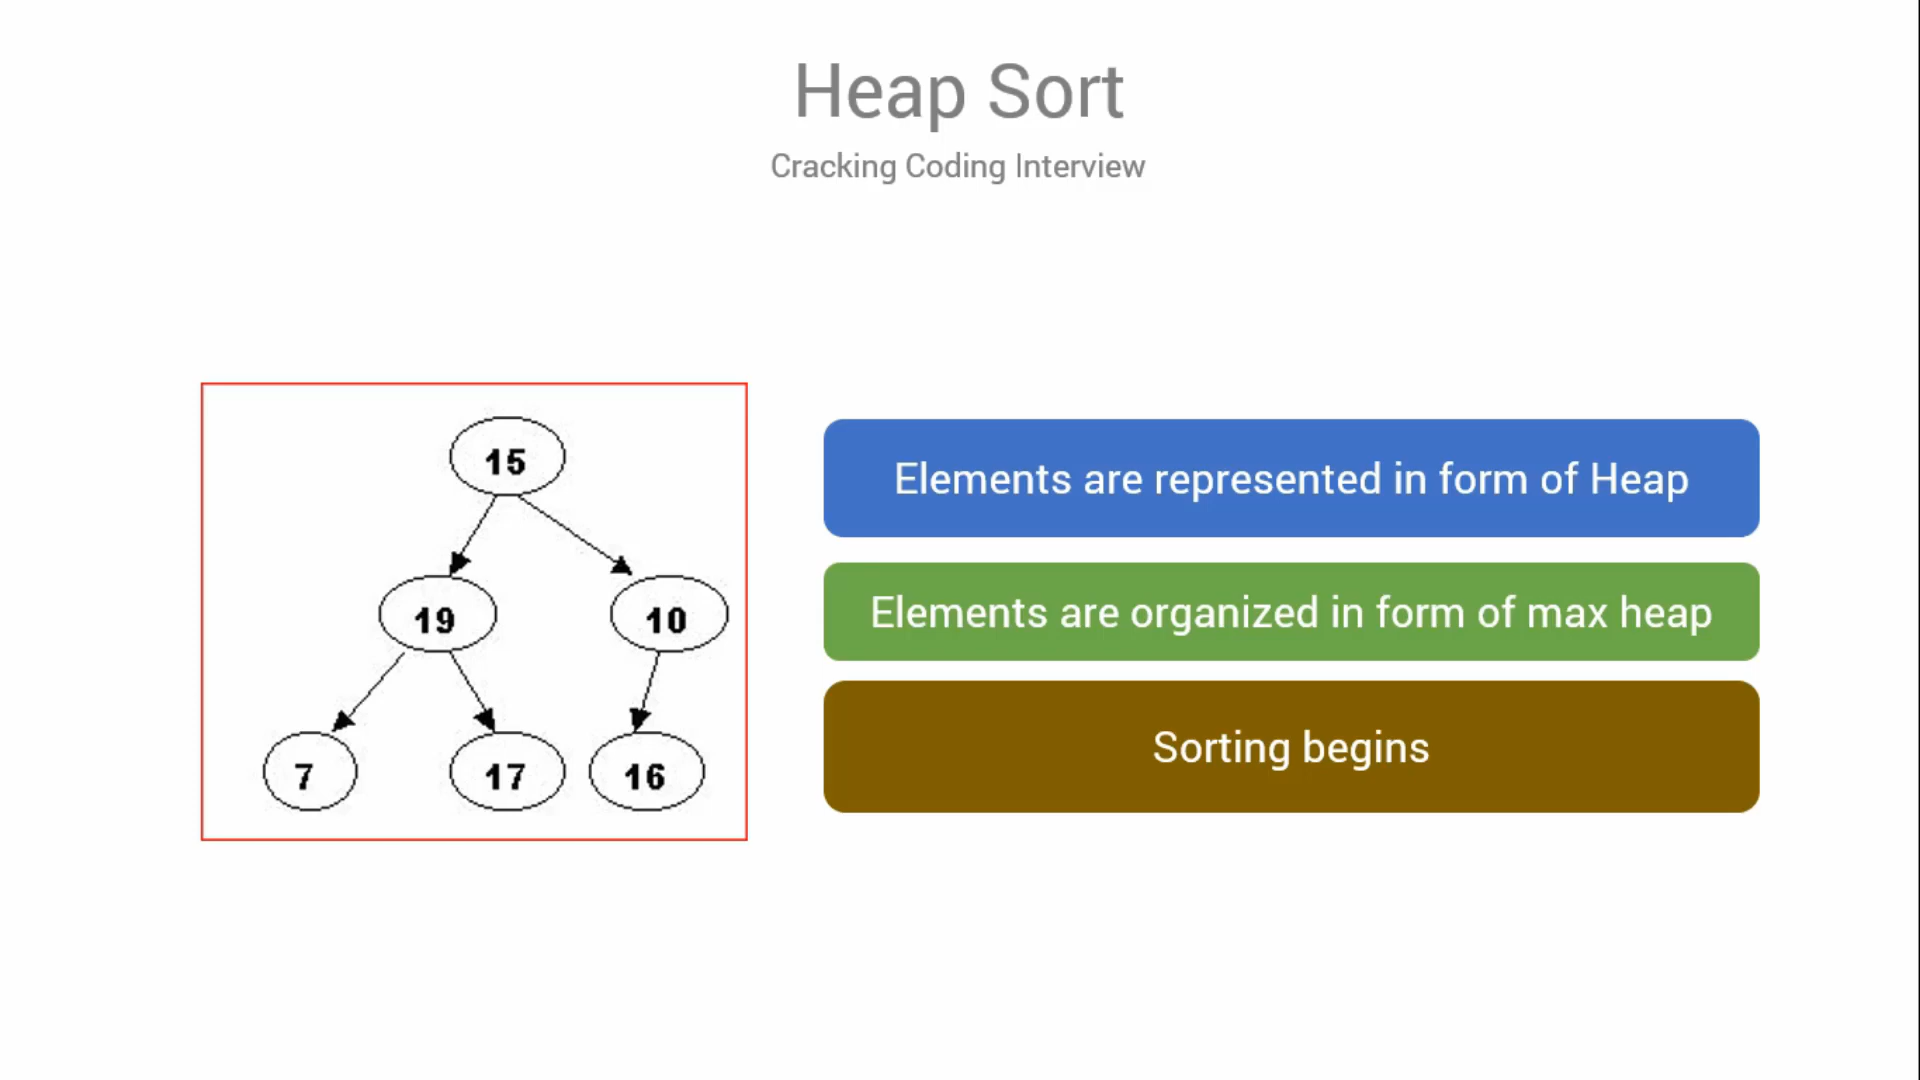 Heap Sort
Cracking Coding Interview
15
19
10
7
17
16
Elements are represented in form of Heap
Elements are organized in form of max heap
Sorting begins